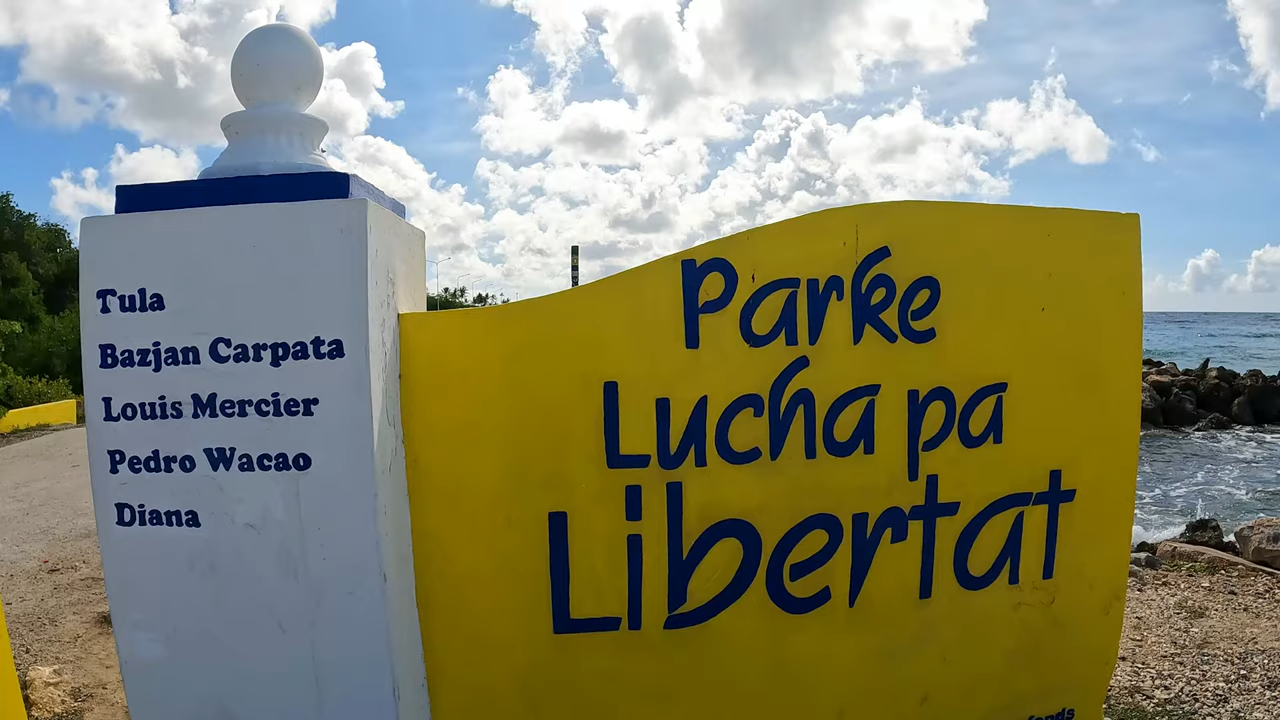 Tula
Bazjan Carpata
Louis Mercier
Pedro Wacao
Diana
Parke
Lucha pa
Libertat